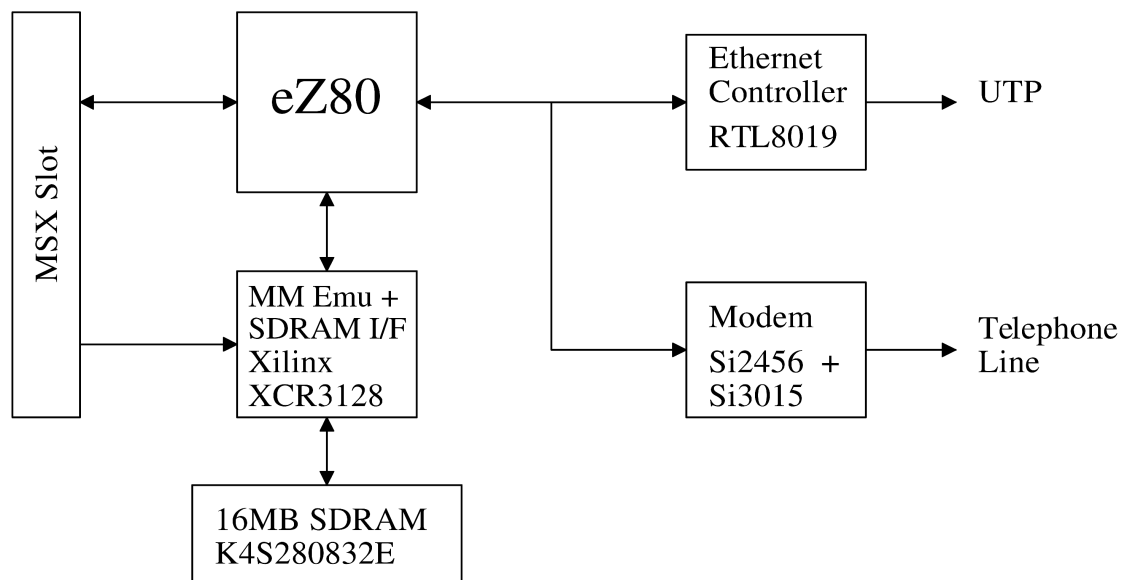 MSX Slot
eZ80
Ethernet
Controller
RTL8019
UTP
MM Emu +
SDRAM I/F
Xilinx
XCR3128
Modem
Si2456 +
Si3015
Telephone
Line
16MB SDRAM
K4S280832E